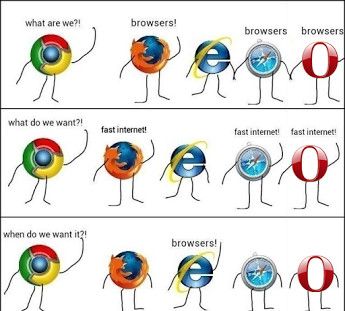 what are we?!
browsers!
browsers
browsers
what do we want?!
fast internet!
fast internet!
fast internet!
when do we want it?!
browsers!